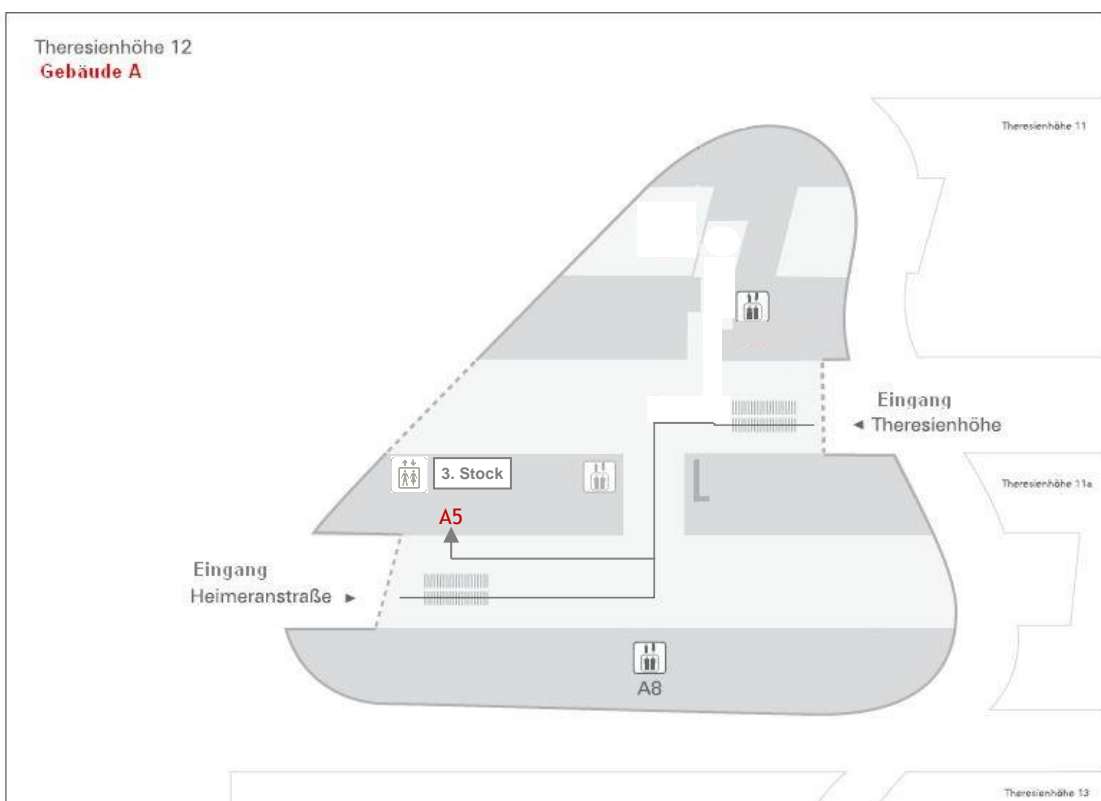 Theresienhöhe 12
Gebäude A
Theresienhöhe 11
Eingang
◄ Theresienhöhe
3. Stock
L
Theresienhöhe 11a
A5
Eingang
Heimeranstraße ►
A8
Theresienhöhe 13